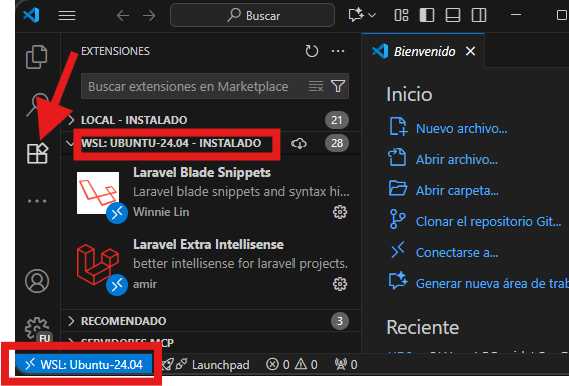 Buscar
EXTENSIONES
Bienvenido
Buscar extensiones en Marketplace
LOCAL - INSTALADO
21
WSL: UBUNTU-24.04 - INSTALADO
28
Laravel Blade Snippets
Laravel blade snippets and syntax hi...
Winnie Lin
Laravel Extra Intellisense
better intellisense for laravel projects.
amir
RECOMENDADO
3
SERVIDORES MCP
Inicio
Nuevo archivo...
Abrir archivo...
Abrir carpeta...
Clonar el repositorio Git...
Conectarse a...
Generar nueva área de trab
Reciente
FU
WSL: Ubuntu-24.04
Launchpad
0
0
0